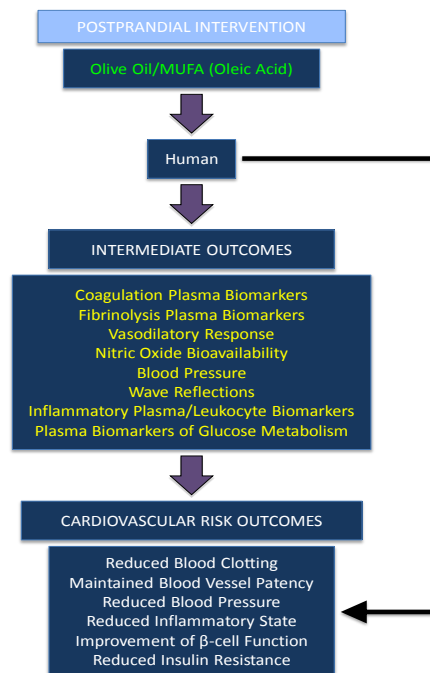 POSTPRANDIAL INTERVENTION
Olive Oil/MUFA (Oleic Acid)
Human
INTERMEDIATE OUTCOMES
Coagulation Plasma Biomarkers
Fibrinolysis Plasma Biomarkers
Vasodilatory Response
Nitric Oxide Bioavailability
Blood Pressure
Wave Reflections
Inflammatory Plasma/Leukocyte Biomarkers
Plasma Biomarkers of Glucose Metabolism
CARDIOVASCULAR RISK OUTCOMES
Reduced Blood Clotting
Maintained Blood Vessel Patency
Reduced Blood Pressure
Reduced Inflammatory State
Improvement of β-cell Function
Reduced Insulin Resistance